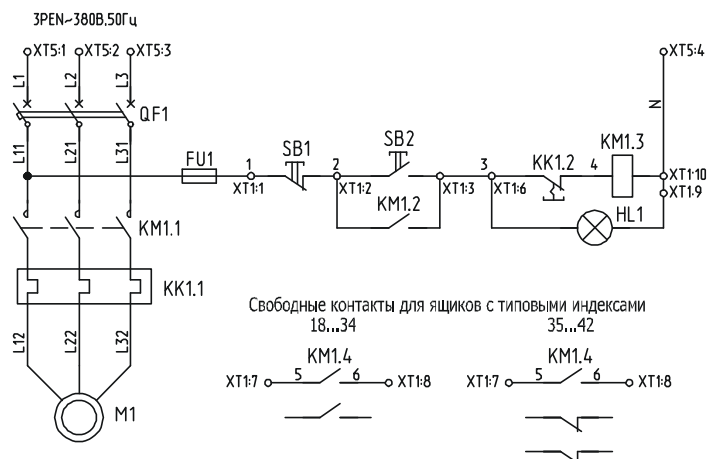 3PEN~380В,50Гц
XT5:1 XT5:2 XT5:3 XT5:4
L1 L2 L3
QF1
N
L11 L21 L31
FU1 1 SB1 2 SB2 3 KK1.2 4 KM1.3
XT1:1 XT1:2 XT1:3 XT1:6 XT1:10
XT1:9
KM1.2 HL1
KM1.1
KK1.1
L12 L22 L32
M1
Свободные контакты для ящиков с типовыми индексами
18...34 35...42
KM1.4 KM1.4
XT1:7 5 6 XT1:8 XT1:7 5 6 XT1:8